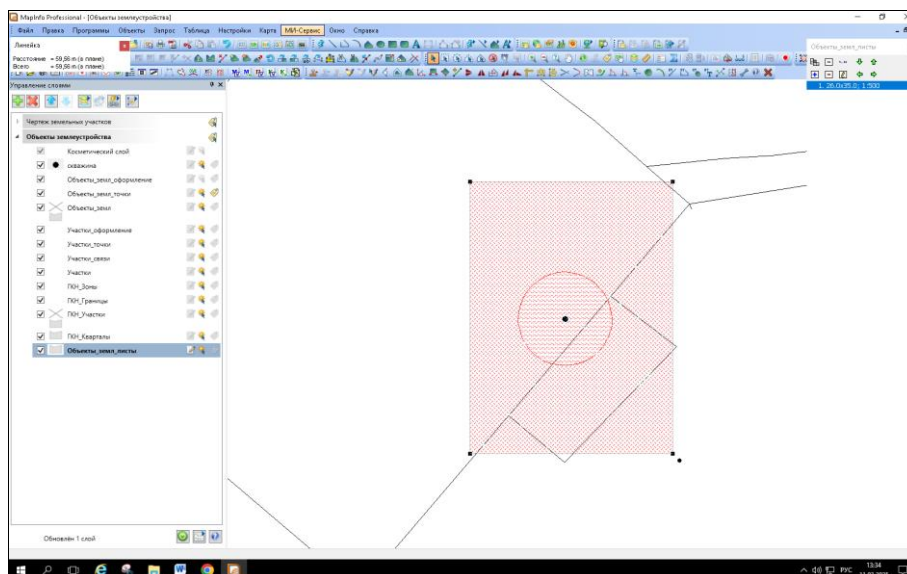 MapInfo Professional - [Объекты землеустройства]
Файл Правка Программы Объекты Запрос Таблица Настройки Карта МИ-Сервис Окно Справка
Линейка
Расстояние = 59,56 m (в плане)
Всего = 59,56 m (в плане)
Объекты_земл_листы
1; 26.0x35.0; 1:500
Управление слоями
Чертеж земельных участков
Объекты землеустройства
Косметический слой
скважина
Объекты_земл_оформление
Объекты_земл_точки
Объекты_земл
Участки_оформление
Участки_точки
Участки_связи
Участки
ПКН_Зоны
ПКН_Границы
ПКН_Участки
ПКН_Кварталы
Объекты_земл_листы
Обновлён 1 слой
РУС
13:34